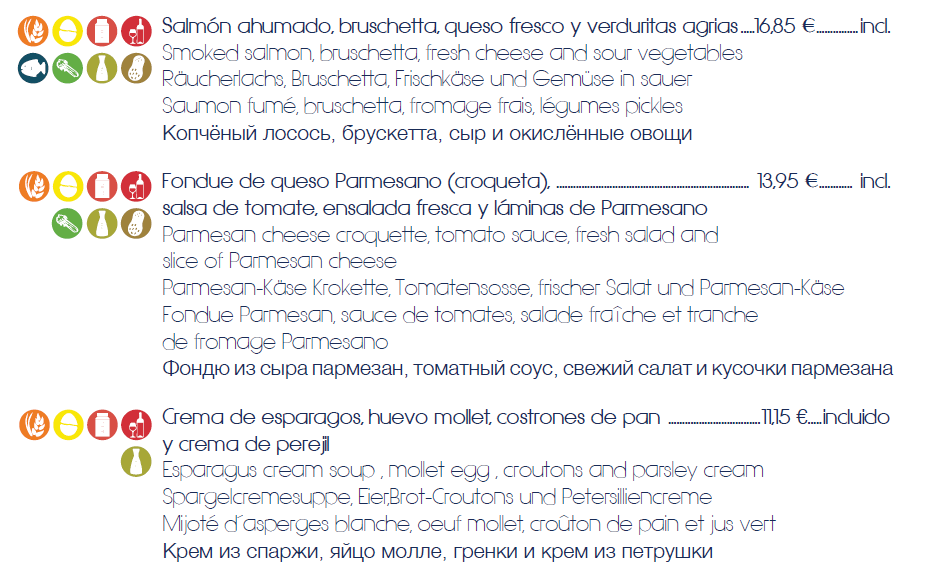 Salmón ahumado, bruschetta, queso fresco y verduritas agrias.....16,85 €..............incl.
Smoked salmon, bruschetta, fresh cheese and sour vegetables
Räucherlachs, Bruschetta, Frischkäse und Gemüse in sauer
Saumon fumé, bruschetta, fromage frais, légumes pickles
Копчёный лосось, брускетта, сыр и окислённые овощи
Fondue de queso Parmesano (croqueta), ................................................................ 13,95 €........... incl.
salsa de tomate, ensalada fresca y láminas de Parmesano
Parmesan cheese croquette, tomato sauce, fresh salad and
slice of Parmesan cheese
Parmesan-Käse Krokette, Tomatensosse, frischer Salat und Parmesan-Käse
Fondue Parmesan, sauce de tomates, salade fraîche et tranche
de fromage Parmesano
Фондю из сыра пармезан, томатный соус, свежий салат и кусочки пармезана
Crema de esparagos, huevo mollet, costrones de pan ...............................11,15 €.....incluido
y crema de perejil
Esparagus cream soup , mollet egg , croutons and parsley cream
Spargelcremesuppe, Eier,Brot-Croutons und Petersilliencreme
Mijoté d´asperges blanche, oeuf mollet, croûton de pain et jus vert
Крем из спаржи, яйцо молле, гренки и крем из петрушки